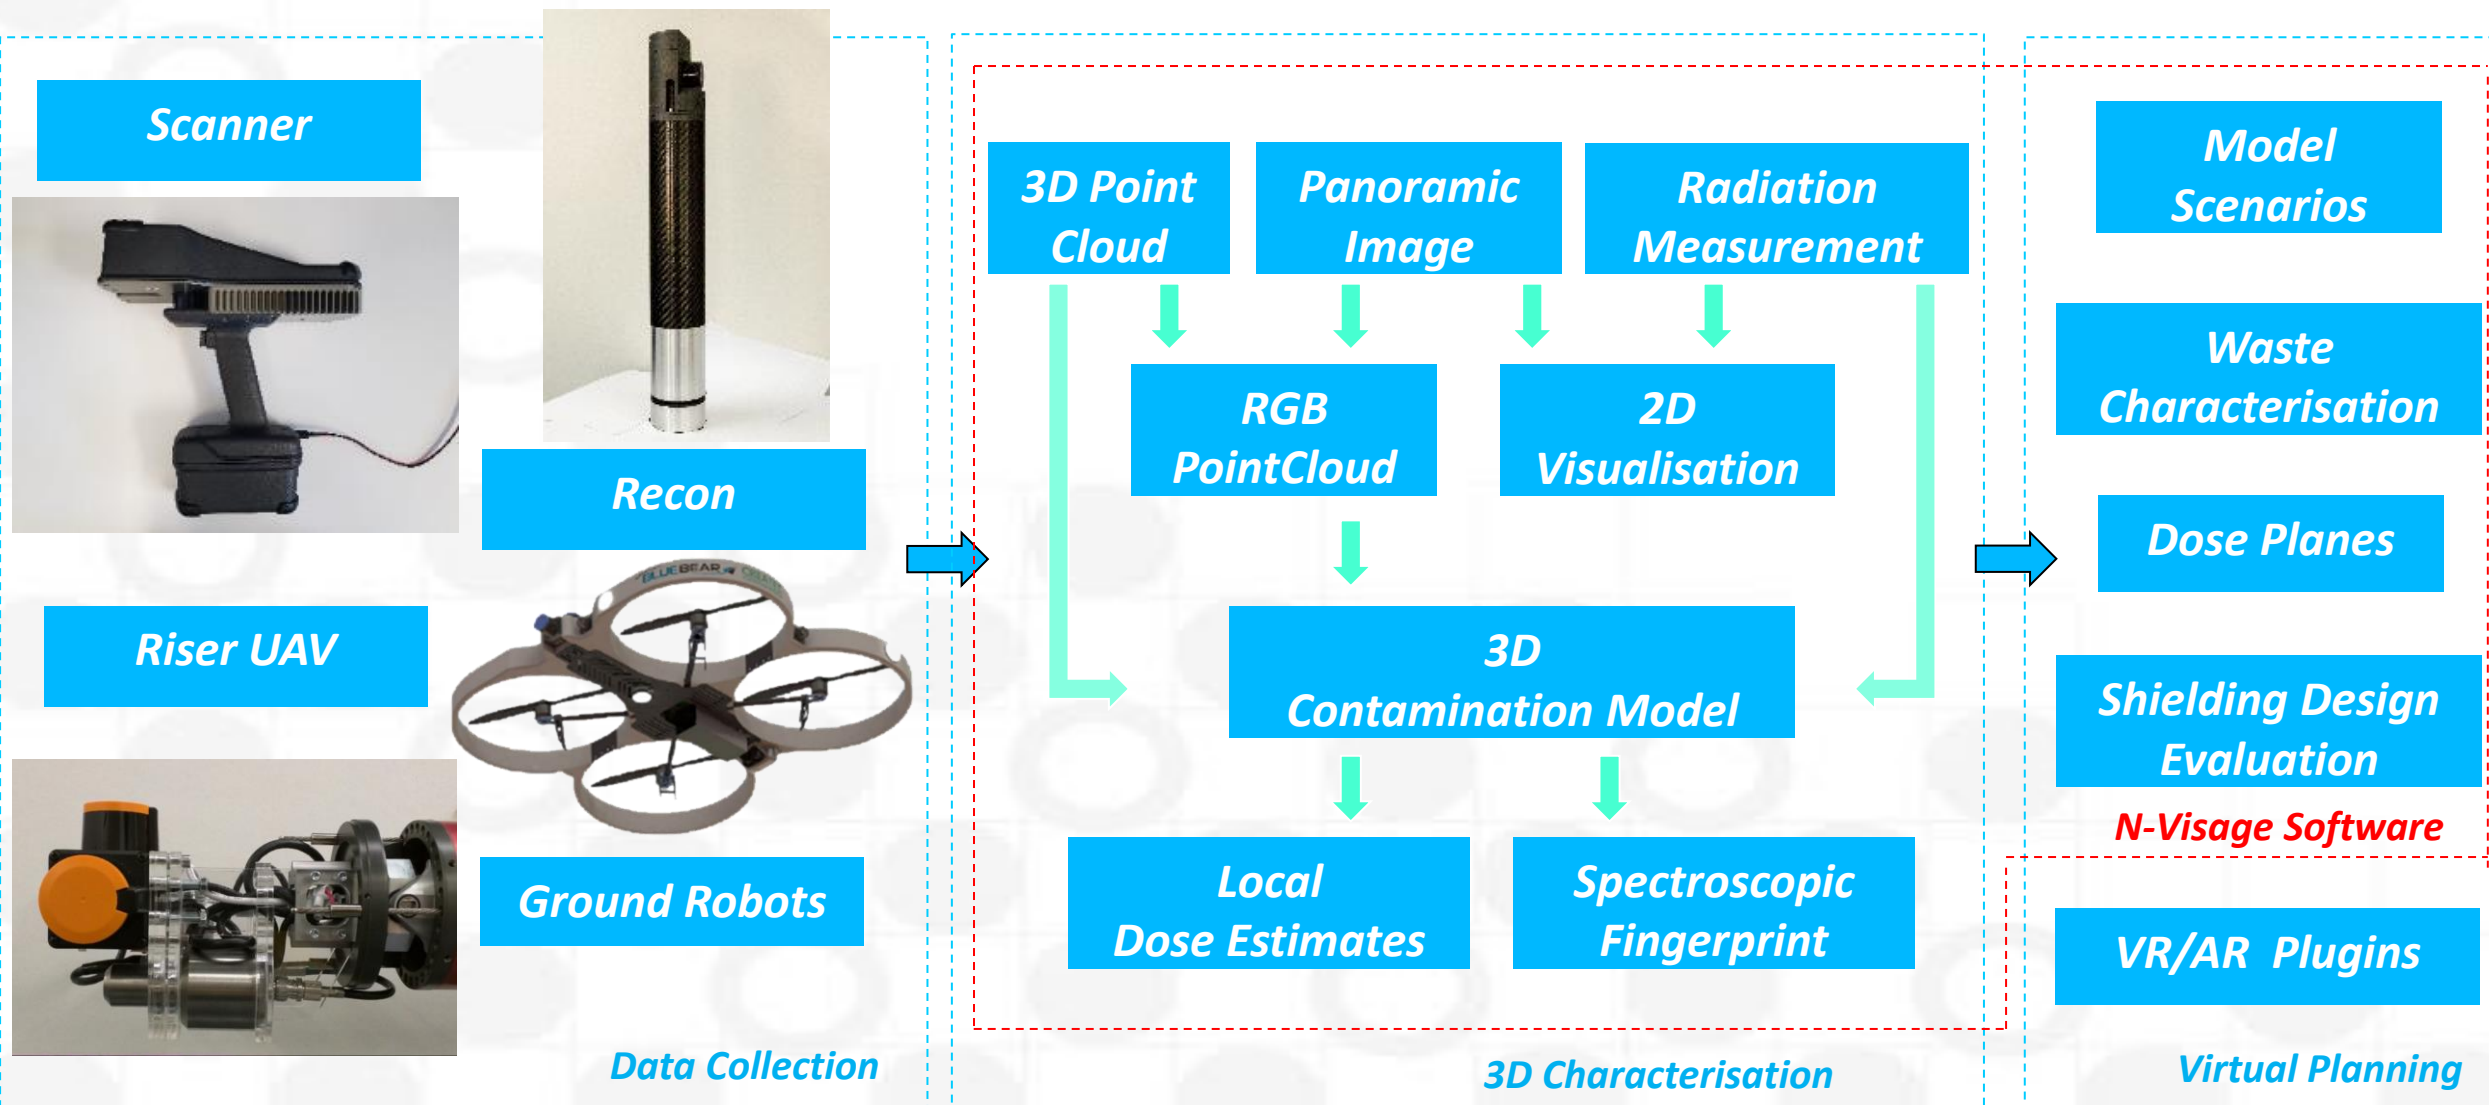 Scanner
Recon
BLUEBEAR
Riser UAV
Ground Robots
Data Collection
3D Point
Cloud
Panoramic
Image
Radiation
Measurement
RGB
PointCloud
2D
Visualisation
3D
Contamination Model
Local
Dose Estimates
Spectroscopic
Fingerprint
3D Characterisation
Model
Scenarios
Waste
Characterisation
Dose Planes
Shielding Design
Evaluation
N-Visage Software
VR/AR Plugins
Virtual Planning